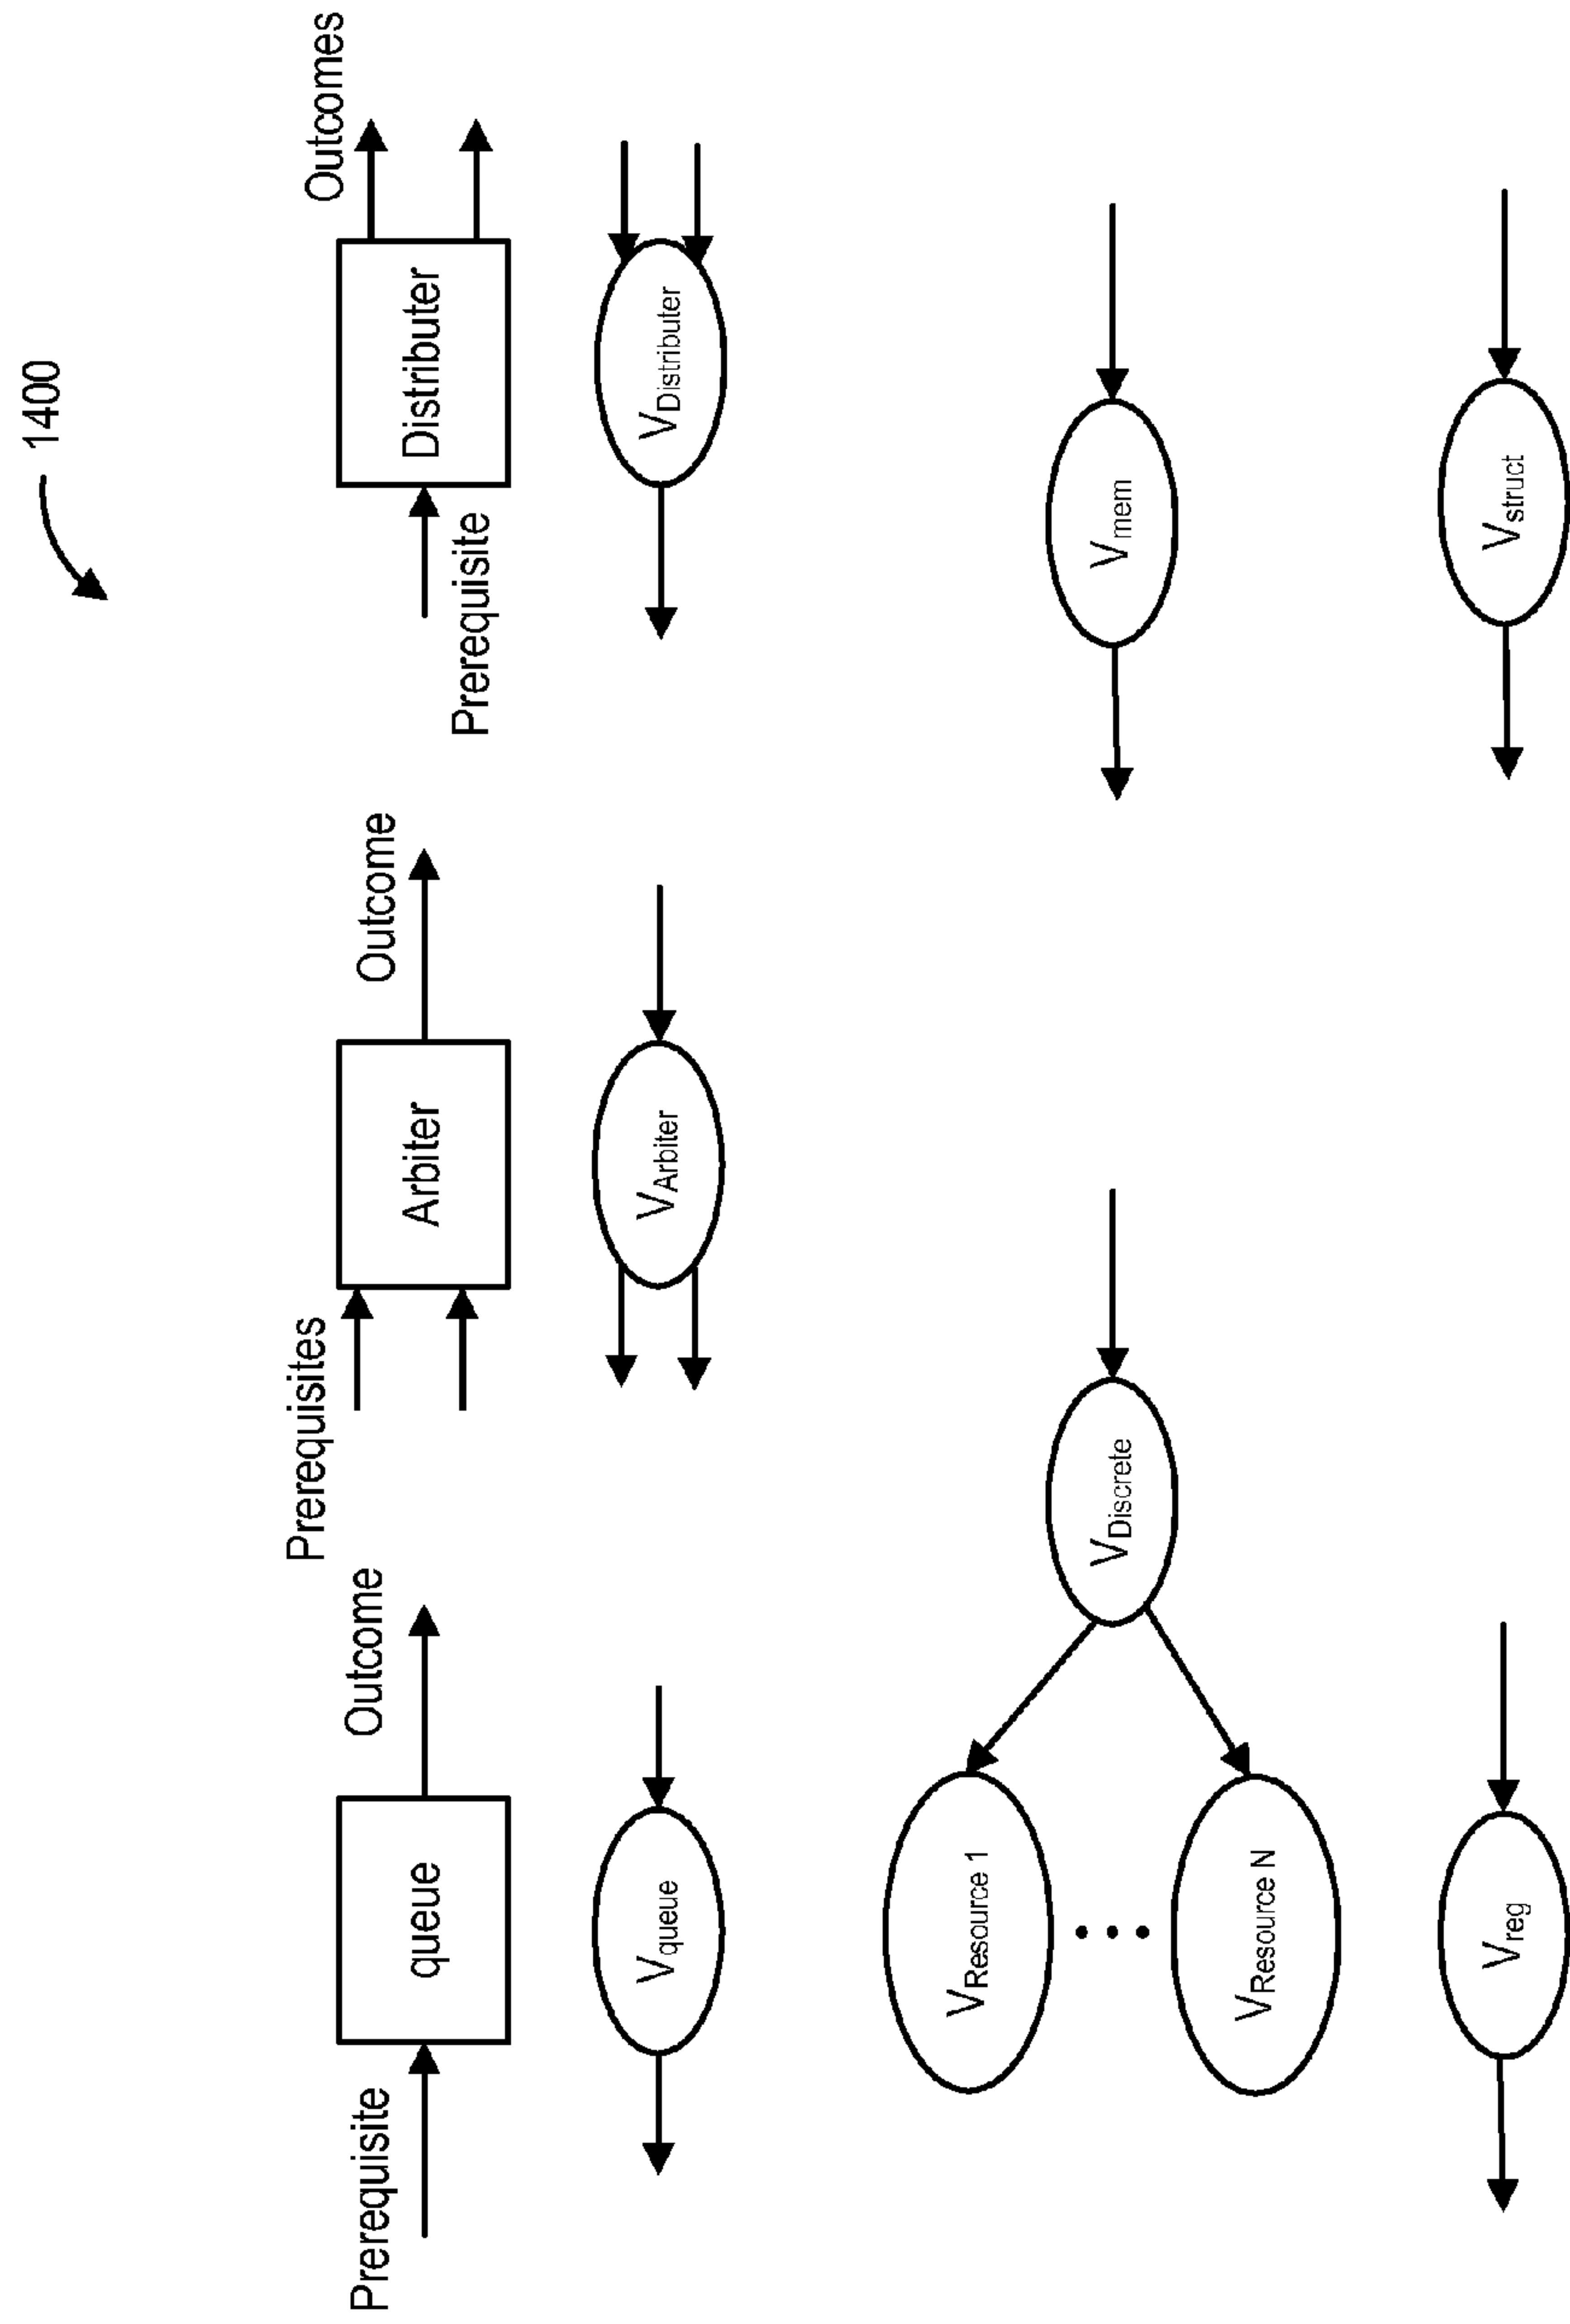 1400
Prerequisite
queue
Outcome
Prerequisites
Arbiter
Outcome
Prerequisite
Distributer
Outcomes
Vqueue
VArbiter
VDistributer
VResource 1
VResource N
VDiscrete
Vmem
Vreg
Vstruct